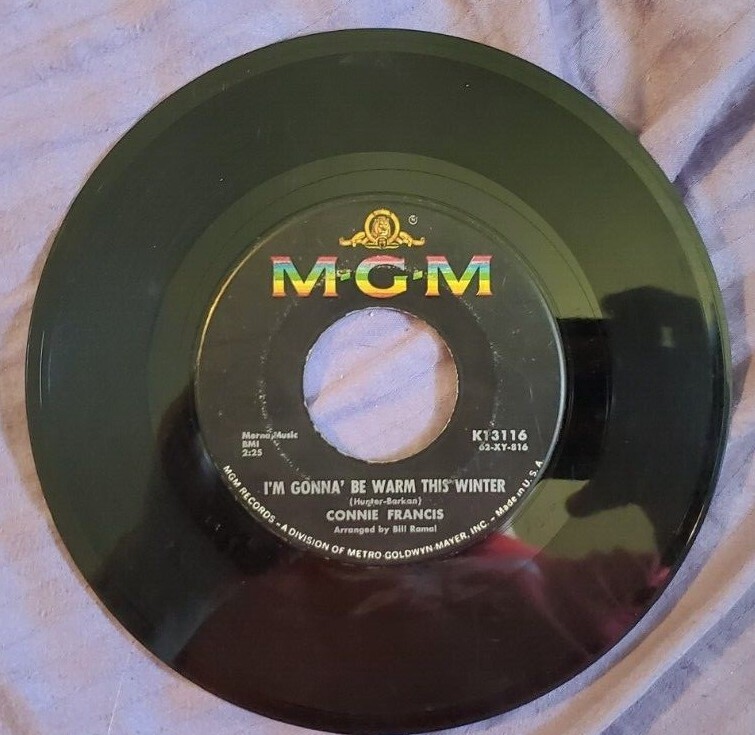 ®
M-G-M
Merna Music
BMI
2:25
K13116
62-XY-816
I'M GONNA' BE WARM THIS WINTER
(Hunter-Barkan)
CONNIE FRANCIS
Arranged by Bill Ramal
MGM RECORDS - A DIVISION OF METRO-GOLDWYN-MAYER, INC. - Made in U.S.A